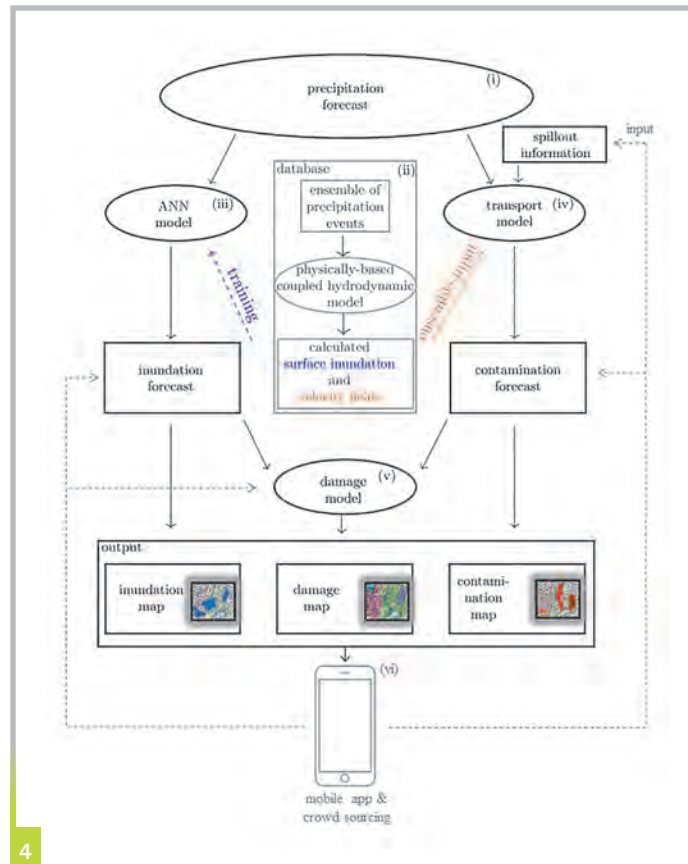 (i)
precipitation
forecast
input
spillout
information
database
(ii)
ensemble of
precipitation
events
ANN
model
(iii)
transport
model
(iv)
physically-based
coupled hydrodynamic
model
training
input
calculated
surface inundation
and
velocity fields
inundation
forecast
contamination
forecast
damage
model
(v)
output
inundation
map
damage
map
contami-
nation
map
(vi)
mobile app &
crowd sourcing
4